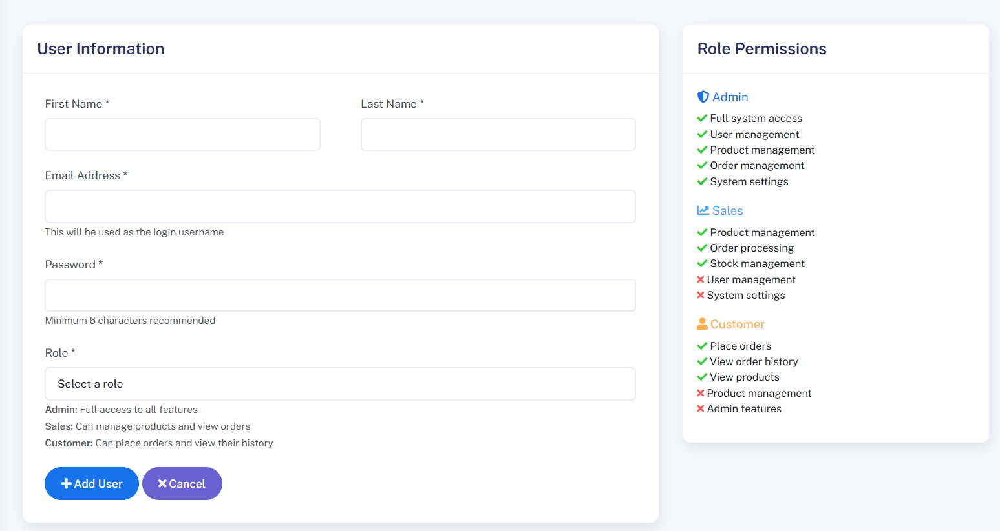 User Information
First Name *
Last Name *
Email Address *
This will be used as the login username
Password *
Minimum 6 characters recommended
Role *
Select a role
Admin: Full access to all features
Sales: Can manage products and view orders
Customer: Can place orders and view their history
Add User
Cancel
Role Permissions
Admin
Full system access
User management
Product management
Order management
System settings
Sales
Product management
Order processing
Stock management
User management
System settings
Customer
Place orders
View order history
View products
Product management
Admin features